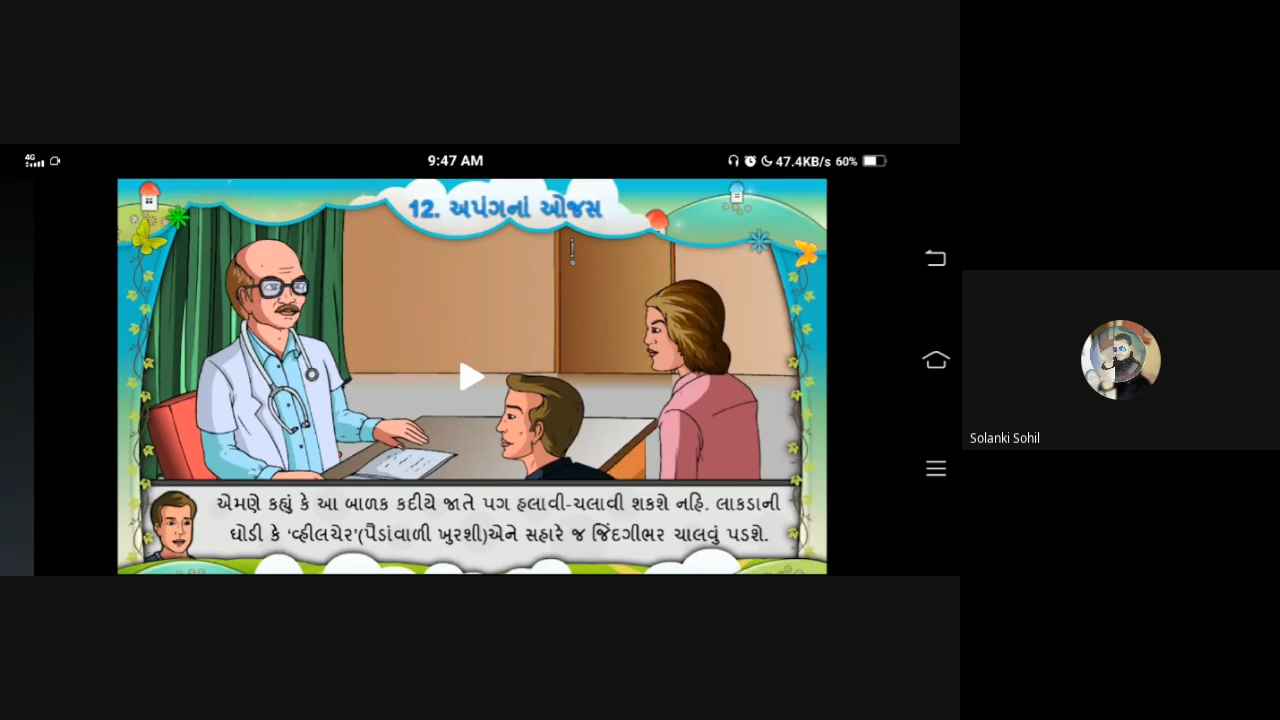 4G
9:47 AM
47.4KB/s 60%
12. અપંગનાં ઓજસ
એમણે કહ્યું કે આ બાળક કદીયે જાતે પગ હલાવી-ચલાવી શકશે નહિ. લાકડાની
ઘોડી કે ‘વ્હીલચેર’(પૈડાંવાળી ખુરશી)એને સહારે જ જિંદગીભર ચાલવું પડશે.
Solanki Sohil